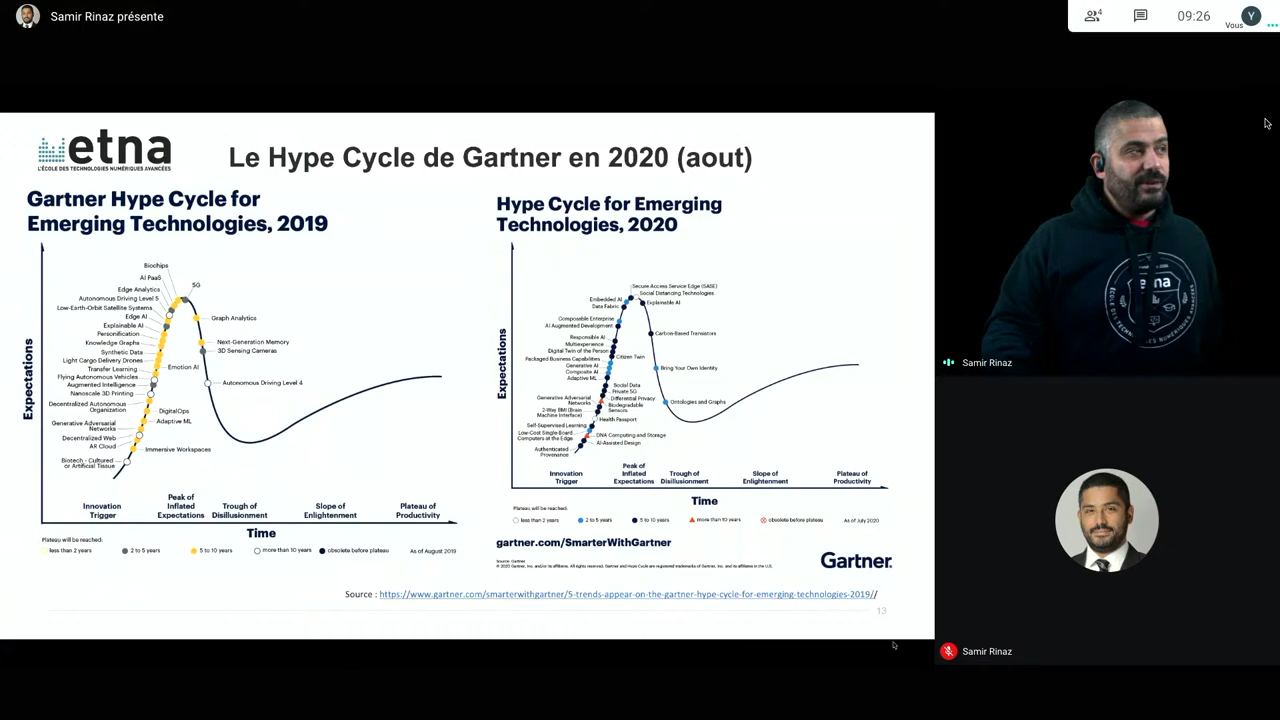 Samir Rinaz présente
4
09:26
Vous
Y
etna
L'ÉCOLE DES TECHNOLOGIES NUMÉRIQUES AVANCÉES
Le Hype Cycle de Gartner en 2020 (aout)
Gartner Hype Cycle for
Emerging Technologies, 2019
Expectations
Biochips
AI PaaS
5G
Edge Analytics
Autonomous Driving Level 5
Low-Earth-Orbit Satellite Systems
Edge AI
Graph Analytics
Explainable AI
Personification
Knowledge Graphs
Next-Generation Memory
3D Sensing Cameras
Synthetic Data
Light Cargo Delivery Drones
Transfer Learning
Emotion AI
Flying Autonomous Vehicles
Augmented Intelligence
Autonomous Driving Level 4
Nanoscale 3D Printing
Decentralized Autonomous
Organization
DigitalOps
Generative Adversarial
Networks
Adaptive ML
Decentralized Web
AR Cloud
Immersive Workspaces
Biotech - Cultured
or Artificial Tissue
Innovation
Trigger
Peak of
Inflated
Expectations
Trough of
Disillusionment
Slope of
Enlightenment
Plateau of
Productivity
Time
Plateau will be reached:
less than 2 years
2 to 5 years
5 to 10 years
more than 10 years
obsolete before plateau
As of August 2019
Hype Cycle for Emerging
Technologies, 2020
Expectations
Secure Access Service Edge (SASE)
Social Distancing Technologies
Embedded AI
Data Fabric
Explainable AI
Composable Enterprise
AI Augmented Development
Carbon-Based Transistors
Responsible AI
Multiexperience
Digital Twin of the Person
Citizen Twin
Packaged Business Capabilities
Generative AI
Composite AI
Bring Your Own Identity
Adaptive ML
Social Data
Private 5G
Generative Adversarial
Networks
Differential Privacy
Biodegradable
Sensors
Ontologies and Graphs
2-Way BMI (Brain
Machine Interface)
Health Passport
Self-Supervised Learning
Low-Cost Single-Board
Computers at the Edge
DNA Computing and Storage
AI-Assisted Design
Authenticated
Provenance
Innovation
Trigger
Peak of
Inflated
Expectations
Trough of
Disillusionment
Slope of
Enlightenment
Plateau of
Productivity
Time
Plateau will be reached:
less than 2 years
2 to 5 years
5 to 10 years
more than 10 years
obsolete before plateau
As of July 2020
gartner.com/SmarterWithGartner
Source: Gartner
© 2020 Gartner, Inc. and/or its affiliates. All rights reserved. Gartner and Hype Cycle are registered trademarks of Gartner, Inc. and its affiliates in the U.S.
Gartner.
Source : https://www.gartner.com/smarterwithgartner/5-trends-appear-on-the-gartner-hype-cycle-for-emerging-technologies-2019//
13
etna
Samir Rinaz
Samir Rinaz